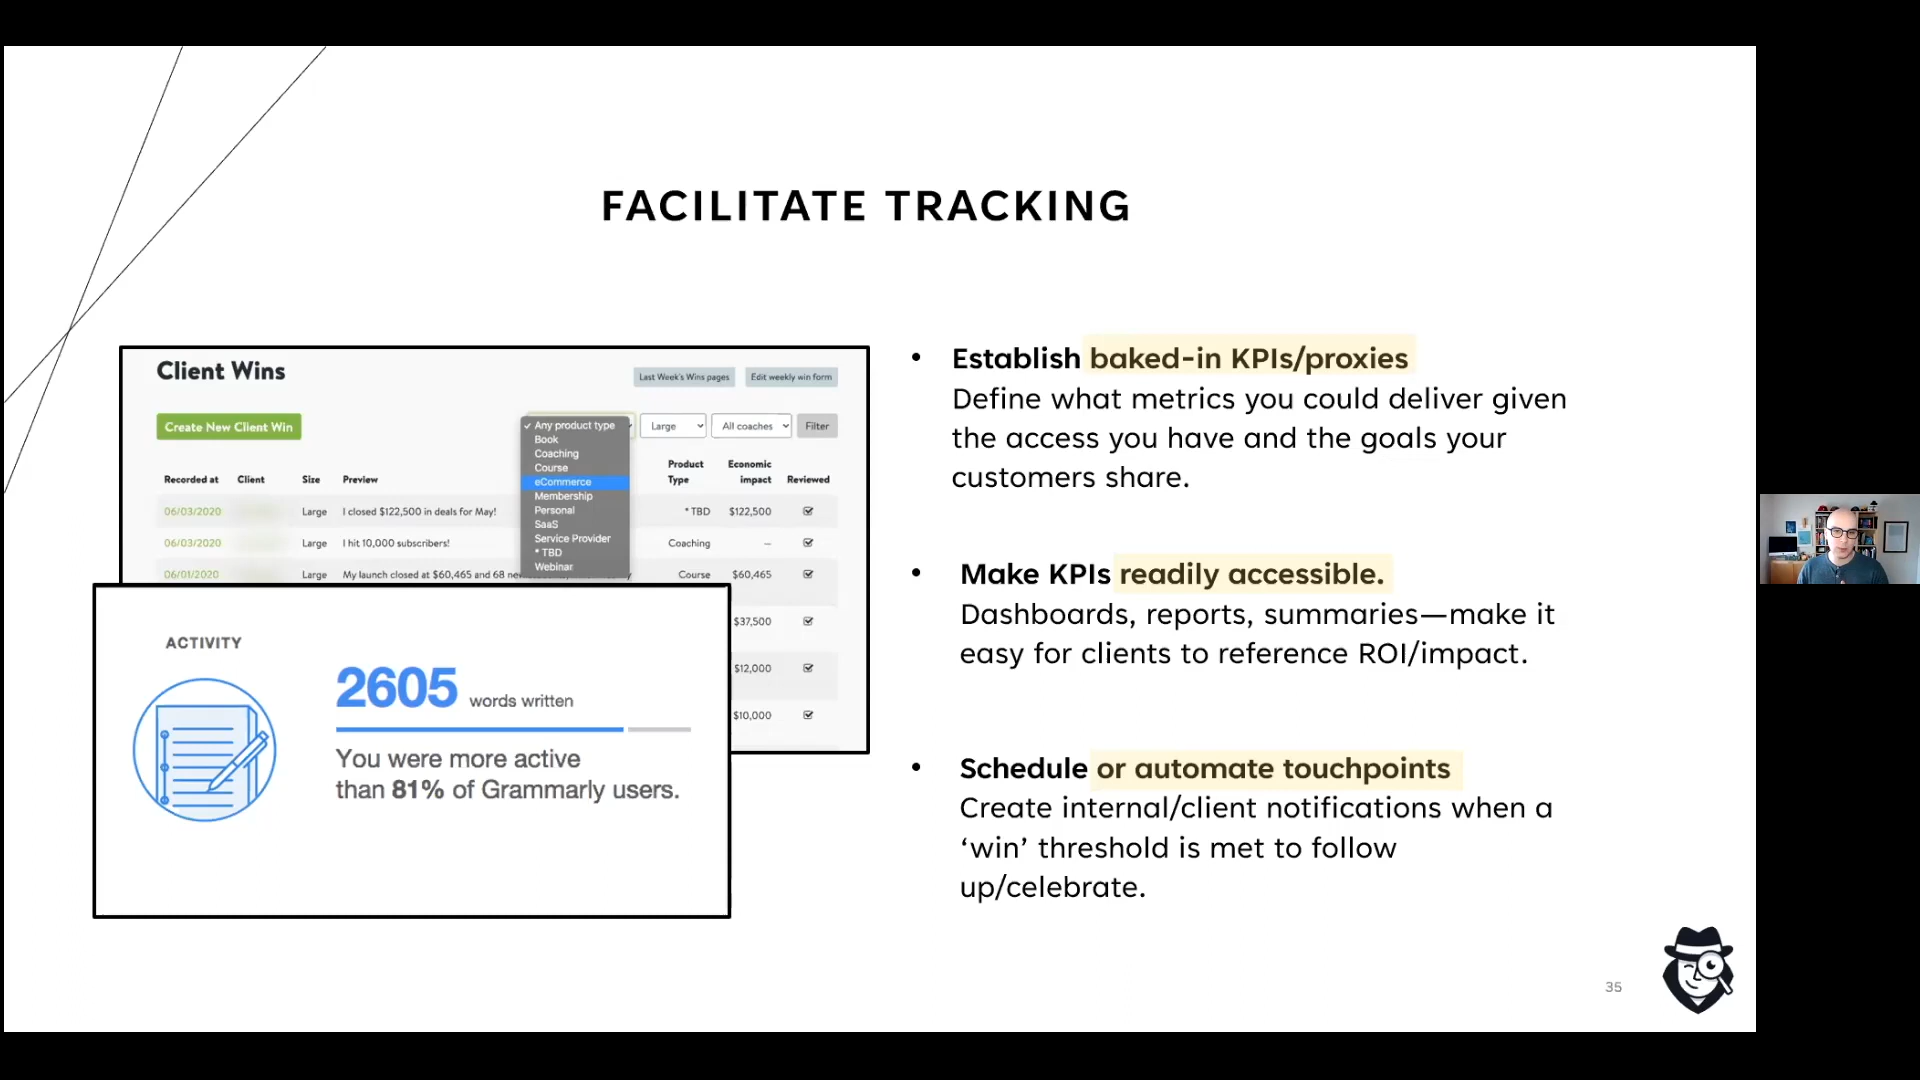 FACILITATE TRACKING
Client Wins
Last Week's Wins pages
Edit weekly win form
Create New Client Win
✓ Any product type
Book
Coaching
Course
eCommerce
Membership
Personal
SaaS
Service Provider
* TBD
Webinar
Large
All coaches
Filter
Recorded at Client Size Preview Product Type Economic impact Reviewed
06/03/2020 Large I closed $122,500 in deals for May! * TBD $122,500
06/03/2020 Large I hit 10,000 subscribers! Coaching –
06/01/2020 Large My launch closed at $60,465 and 68 Course $60,465
$37,500
$12,000
$10,000
ACTIVITY
2605 words written
You were more active
than 81% of Grammarly users.
• Establish baked-in KPIs/proxies
Define what metrics you could deliver given
the access you have and the goals your
customers share.
• Make KPIs readily accessible.
Dashboards, reports, summaries—make it
easy for clients to reference ROI/impact.
• Schedule or automate touchpoints
Create internal/client notifications when a
‘win’ threshold is met to follow
up/celebrate.
35